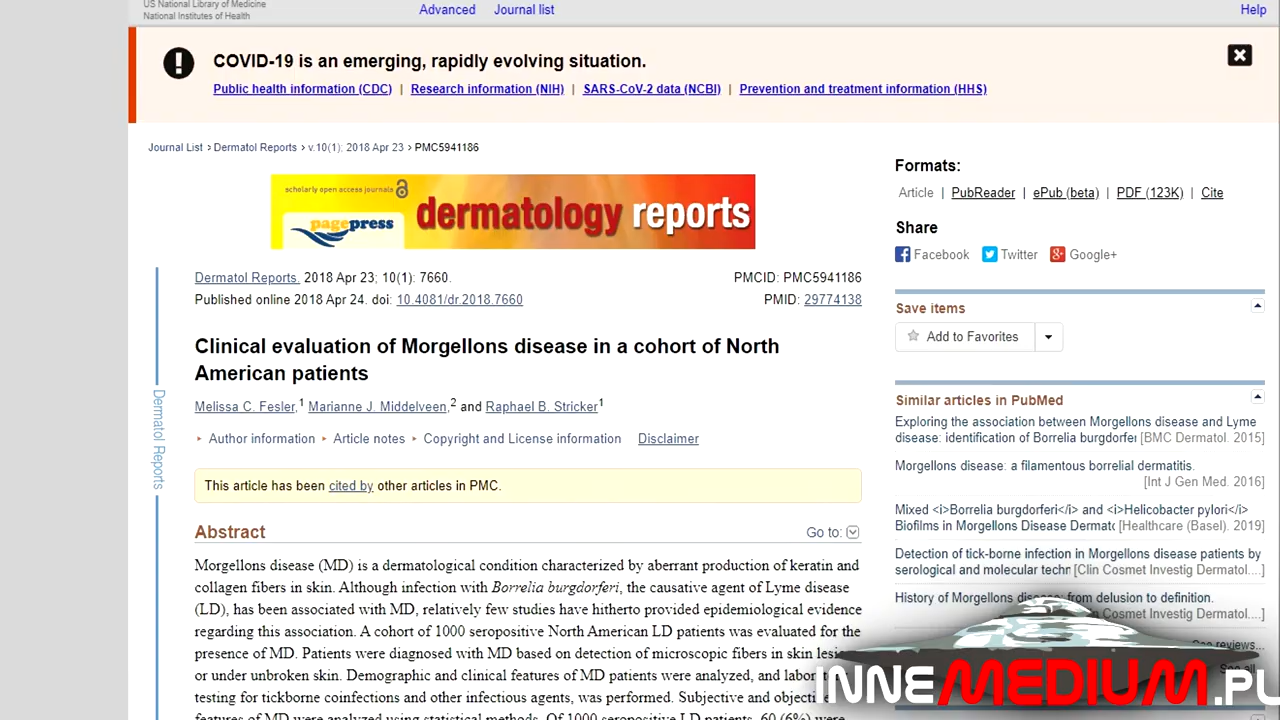 US National Library of Medicine
National Institutes of Health
Advanced Journal list
Help
COVID-19 is an emerging, rapidly evolving situation.
Public health information (CDC) | Research information (NIH) | SARS-CoV-2 data (NCBI) | Prevention and treatment information (HHS)
Journal List > Dermatol Reports > v.10(1); 2018 Apr 23 > PMC5941186
scholarly open access journals
pagepress
dermatology reports
Dermatol Reports. 2018 Apr 23; 10(1): 7660.
PMCID: PMC5941186
Published online 2018 Apr 24. doi: 10.4081/dr.2018.7660
PMID: 29774138
Clinical evaluation of Morgellons disease in a cohort of North
American patients
Melissa C. Fesler,1 Marianne J. Middelveen,2 and Raphael B. Stricker1
Author information Article notes Copyright and License information Disclaimer
Dermatol Reports
This article has been cited by other articles in PMC.
Abstract
Go to:
Morgellons disease (MD) is a dermatological condition characterized by aberrant production of keratin and
collagen fibers in skin. Although infection with Borrelia burgdorferi, the causative agent of Lyme disease
(LD), has been associated with MD, relatively few studies have hitherto provided epidemiological evidence
regarding this association. A cohort of 1000 seropositive North American LD patients was evaluated for the
presence of MD. Patients were diagnosed with MD based on detection of microscopic fibers in skin
or under unbroken skin. Demographic and clinical features of MD patients were analyzed, and
testing for tickborne coinfections and other infectious agents, was performed. Subjective and
features of MD were analyzed using statistical methods. Of 1000 seropositive LD patients, 60 (6%) were
Formats:
Article | PubReader | ePub (beta) | PDF (123K) | Cite
Share
Facebook Twitter Google+
Save items
Add to Favorites
Similar articles in PubMed
Exploring the association between Morgellons disease and Lyme
disease: identification of Borrelia burgdorfer [BMC Dermatol. 2015]
Morgellons disease: a filamentous borrelial dermatitis.
[Int J Gen Med. 2016]
Mixed <i>Borrelia burgdorferi</i> and <i>Helicobacter pylori</i>
Biofilms in Morgellons Disease Dermatc [Healthcare (Basel). 2019]
Detection of tick-borne infection in Morgellons disease patients by
serological and molecular techn [Clin Cosmet Investig Dermatol....]
History of Morgellons disease: from delusion to definition.
Cosmet Investig Dermatol....]
See reviews...
See all...
INNEMEDIUM.PL